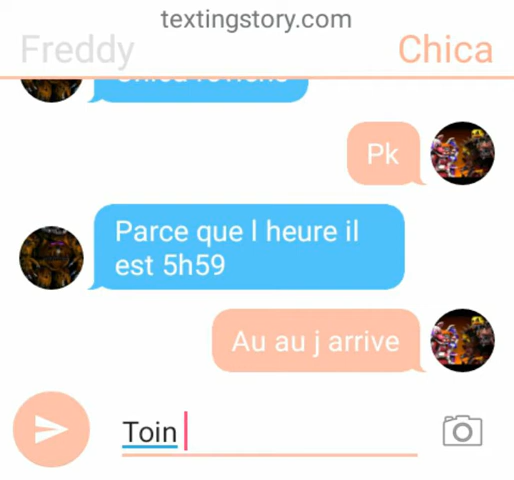 textingstory.com
Freddy
Chica
Pk
Parce que l heure il
est 5h59
Au au j arrive
Toin